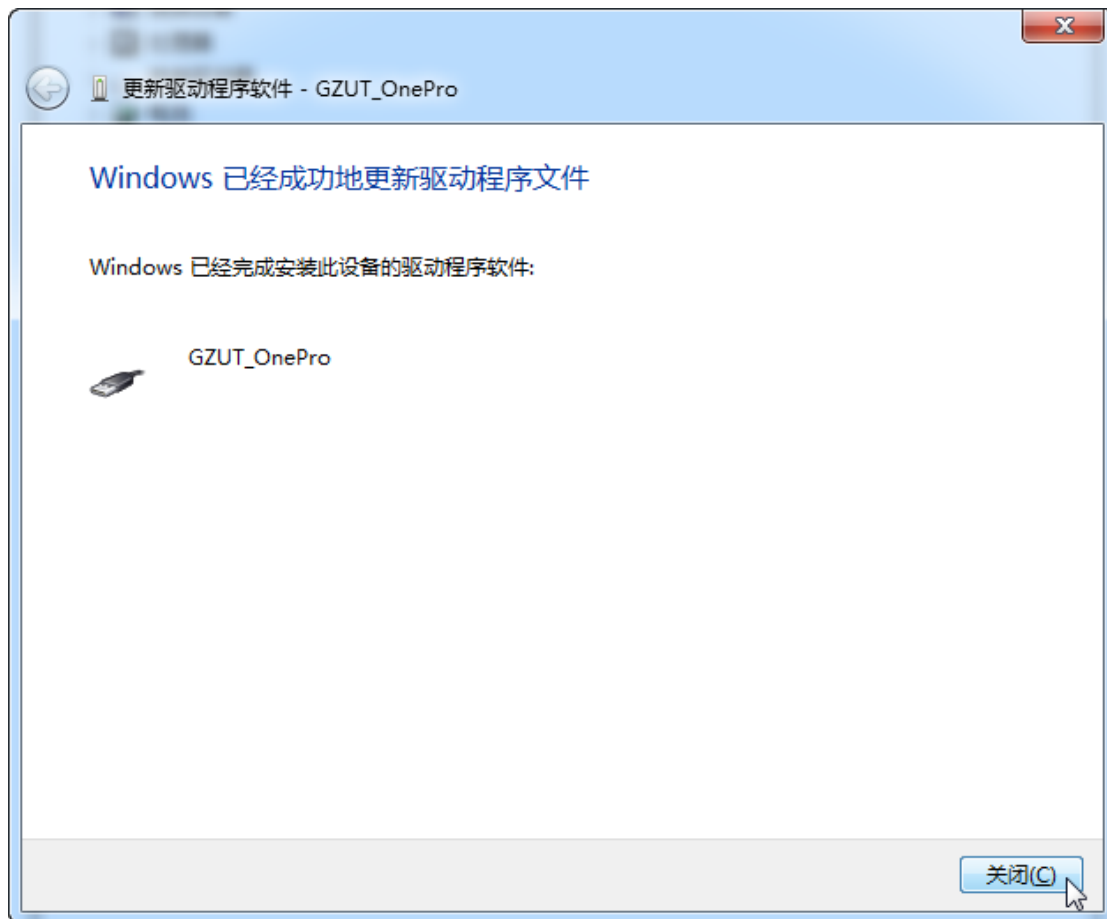 更新驱动程序软件 - GZUT_OnePro
Windows 已经成功地更新驱动程序文件
Windows 已经完成安装此设备的驱动程序软件:
GZUT_OnePro
关闭(C)